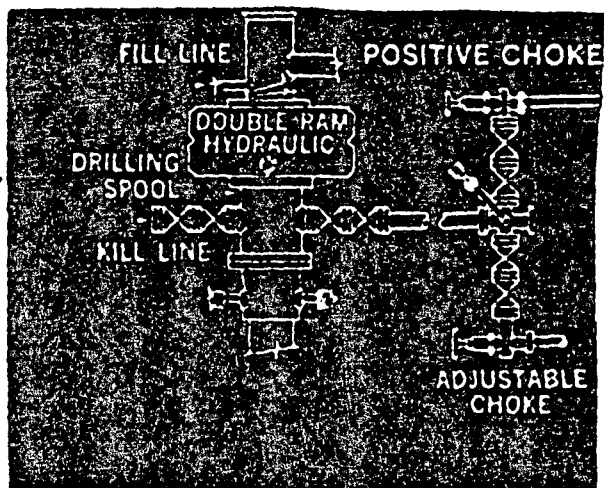 FILL LINE
POSITIVE CHOKE
DOUBLE RAM
HYDRAULIC
DRILLING
SPOOL
KILL LINE
ADJUSTABLE
CHOKE